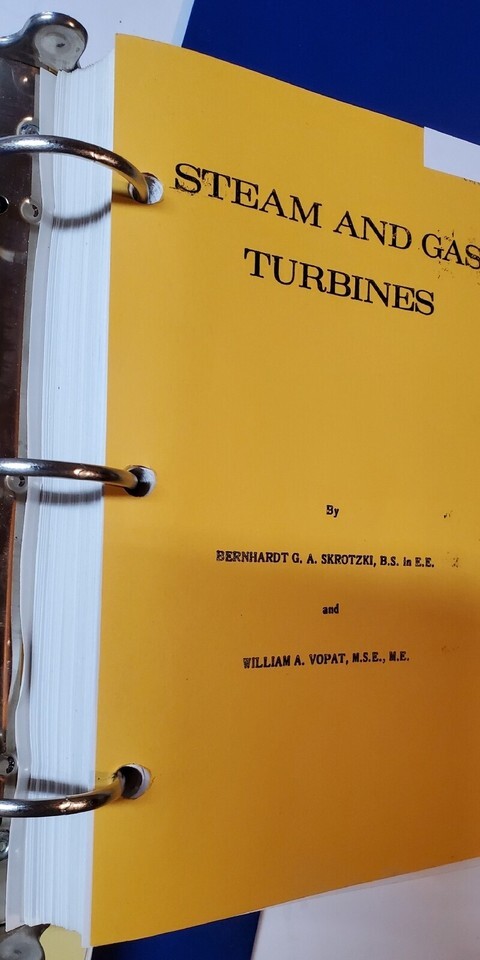 STEAM AND GAS
TURBINES
By
BERNHARDT G. A. SKROTZKI, B.S. in E.E.
and
WILLIAM A. VOPAT, M.S.E., M.E.